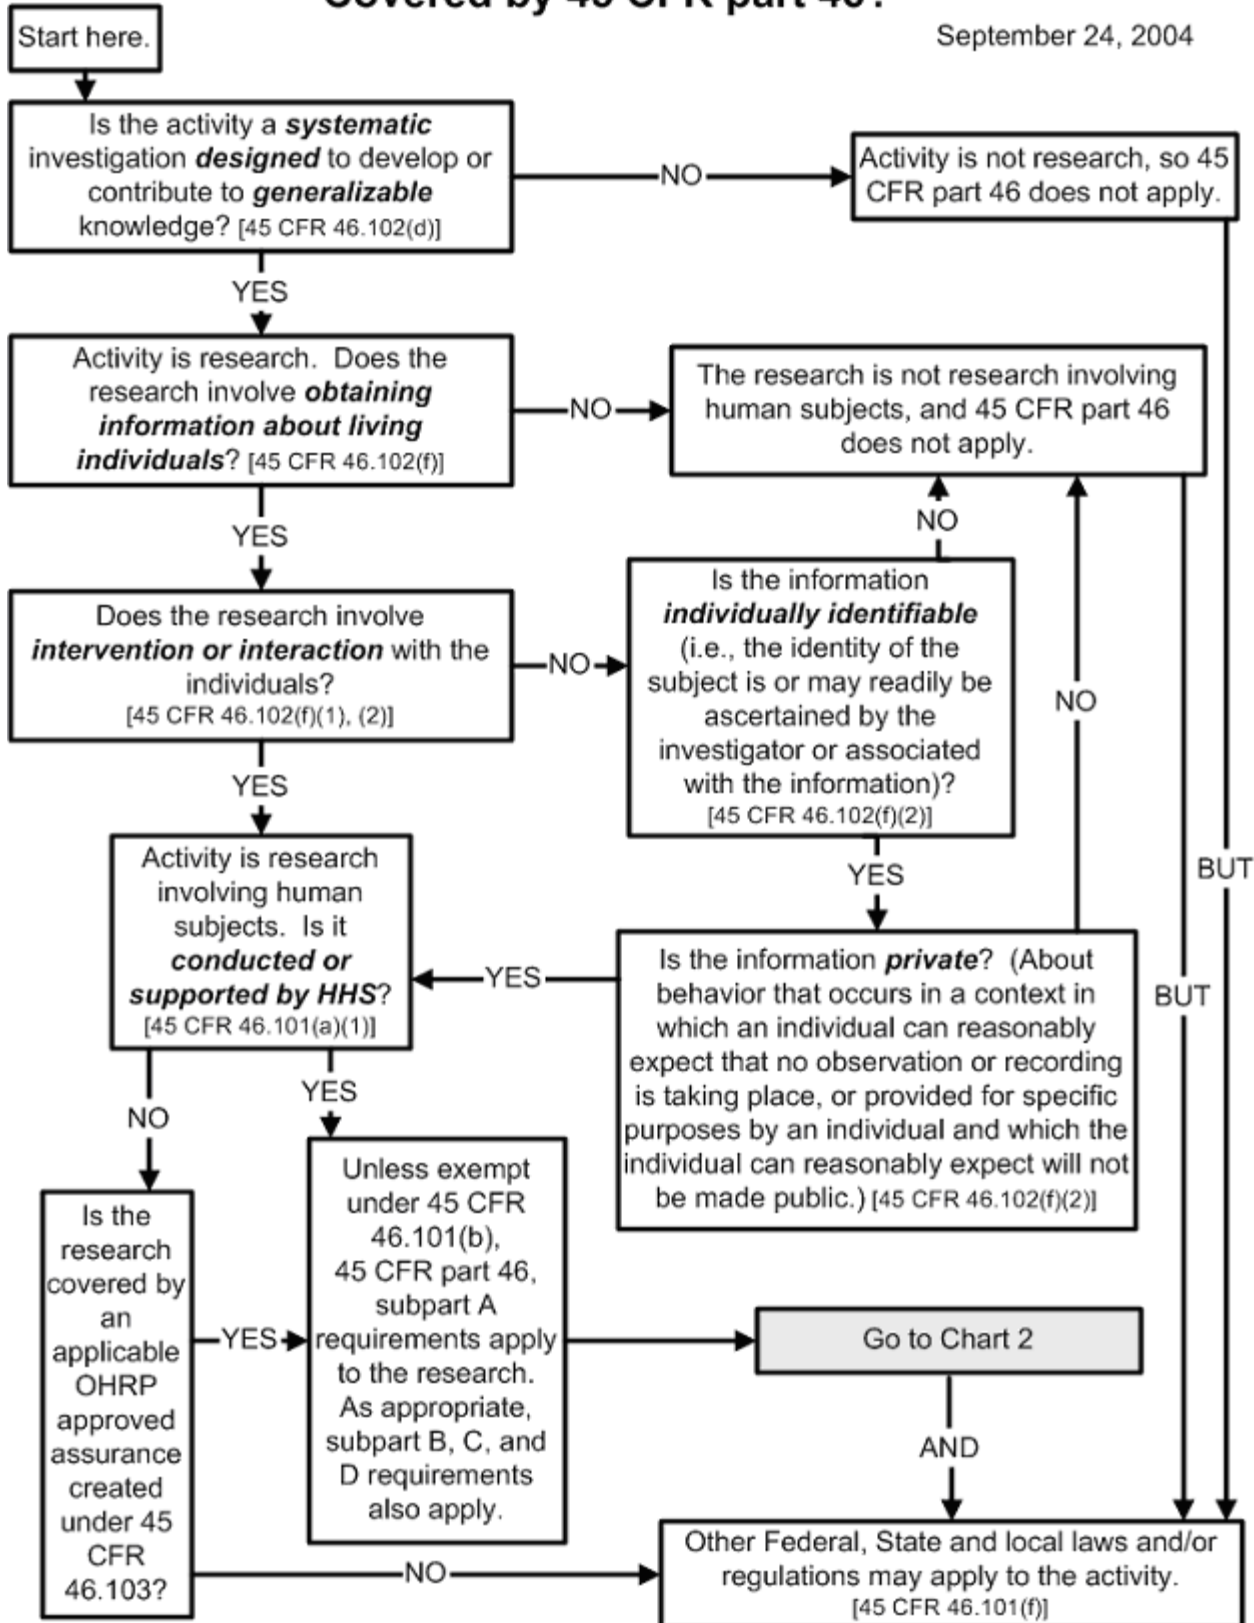 Covered by 45 CFR part 46?
Start here.
September 24, 2004
Is the activity a systematic
investigation designed to develop or
contribute to generalizable
knowledge? [45 CFR 46.102(d)]
NO
Activity is not research, so 45
CFR part 46 does not apply.
YES
Activity is research. Does the
research involve obtaining
information about living
individuals? [45 CFR 46.102(f)]
NO
The research is not research involving
human subjects, and 45 CFR part 46
does not apply.
YES
NO
Does the research involve
intervention or interaction with the
individuals?
[45 CFR 46.102(f)(1), (2)]
NO
Is the information
individually identifiable
(i.e., the identity of the
subject is or may readily be
ascertained by the
investigator or associated
with the information)?
[45 CFR 46.102(f)(2)]
NO
YES
YES
BUT
Activity is research
involving human
subjects. Is it
conducted or
supported by HHS?
[45 CFR 46.101(a)(1)]
YES
Is the information private? (About
behavior that occurs in a context in
which an individual can reasonably
expect that no observation or recording
is taking place, or provided for specific
purposes by an individual and which the
individual can reasonably expect will not
be made public.) [45 CFR 46.102(f)(2)]
BUT
NO
YES
Is the
research
covered by
an
applicable
OHRP
approved
assurance
created
under 45
CFR
46.103?
YES
Unless exempt
under 45 CFR
46.101(b),
45 CFR part 46,
subpart A
requirements apply
to the research.
As appropriate,
subpart B, C, and
D requirements
also apply.
Go to Chart 2
AND
NO
Other Federal, State and local laws and/or
regulations may apply to the activity.
[45 CFR 46.101(f)]